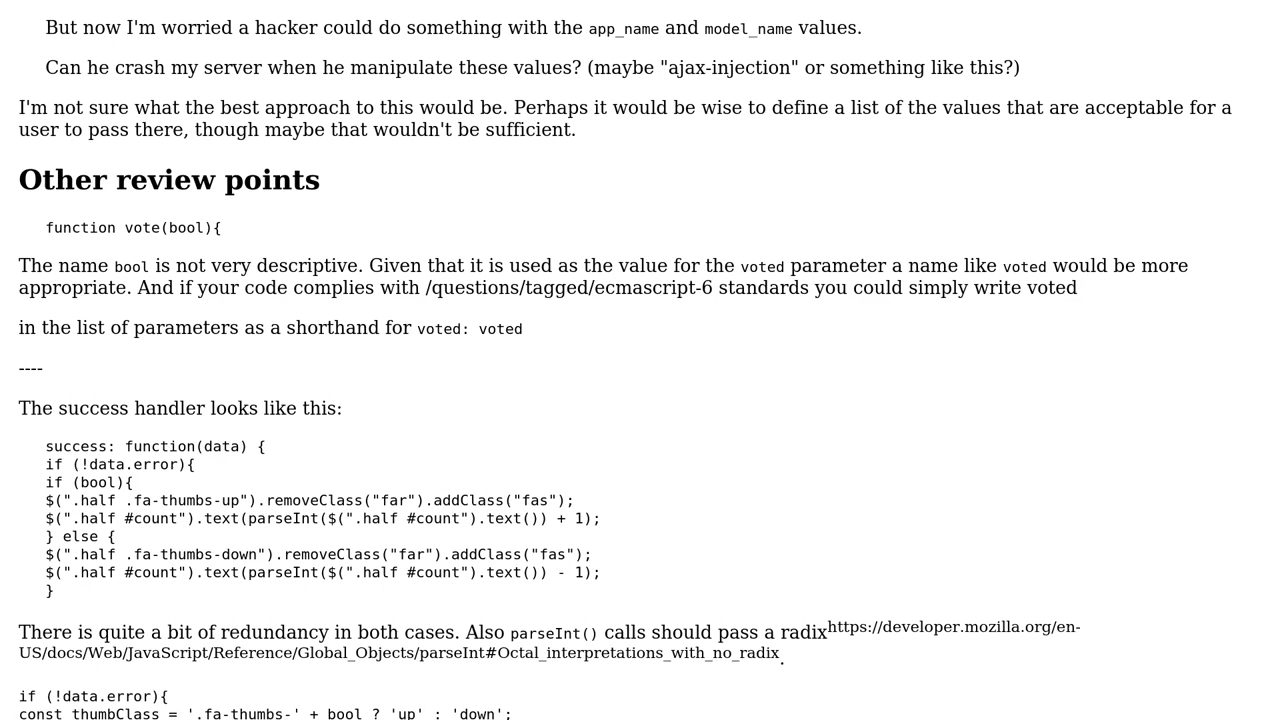 But now I'm worried a hacker could do something with the app_name and model_name values.
Can he crash my server when he manipulate these values? (maybe "ajax-injection" or something like this?)
I'm not sure what the best approach to this would be. Perhaps it would be wise to define a list of the values that are acceptable for a
user to pass there, though maybe that wouldn't be sufficient.
Other review points
function vote(bool){
The name bool is not very descriptive. Given that it is used as the value for the voted parameter a name like voted would be more
appropriate. And if your code complies with /questions/tagged/ecmascript-6 standards you could simply write voted
in the list of parameters as a shorthand for voted: voted
----
The success handler looks like this:
success: function(data) {
if (!data.error){
if (bool){
$(".half .fa-thumbs-up").removeClass("far").addClass("fas");
$(".half #count").text(parseInt($(".half #count").text()) + 1);
} else {
$(".half .fa-thumbs-down").removeClass("far").addClass("fas");
$(".half #count").text(parseInt($(".half #count").text()) - 1);
}
There is quite a bit of redundancy in both cases. Also parseInt() calls should pass a radixhttps://developer.mozilla.org/en-
US/docs/Web/JavaScript/Reference/Global_Objects/parseInt#Octal_interpretations_with_no_radix.
if (!data.error){
const thumbClass = '.fa-thumbs-' + bool ? 'up' : 'down';